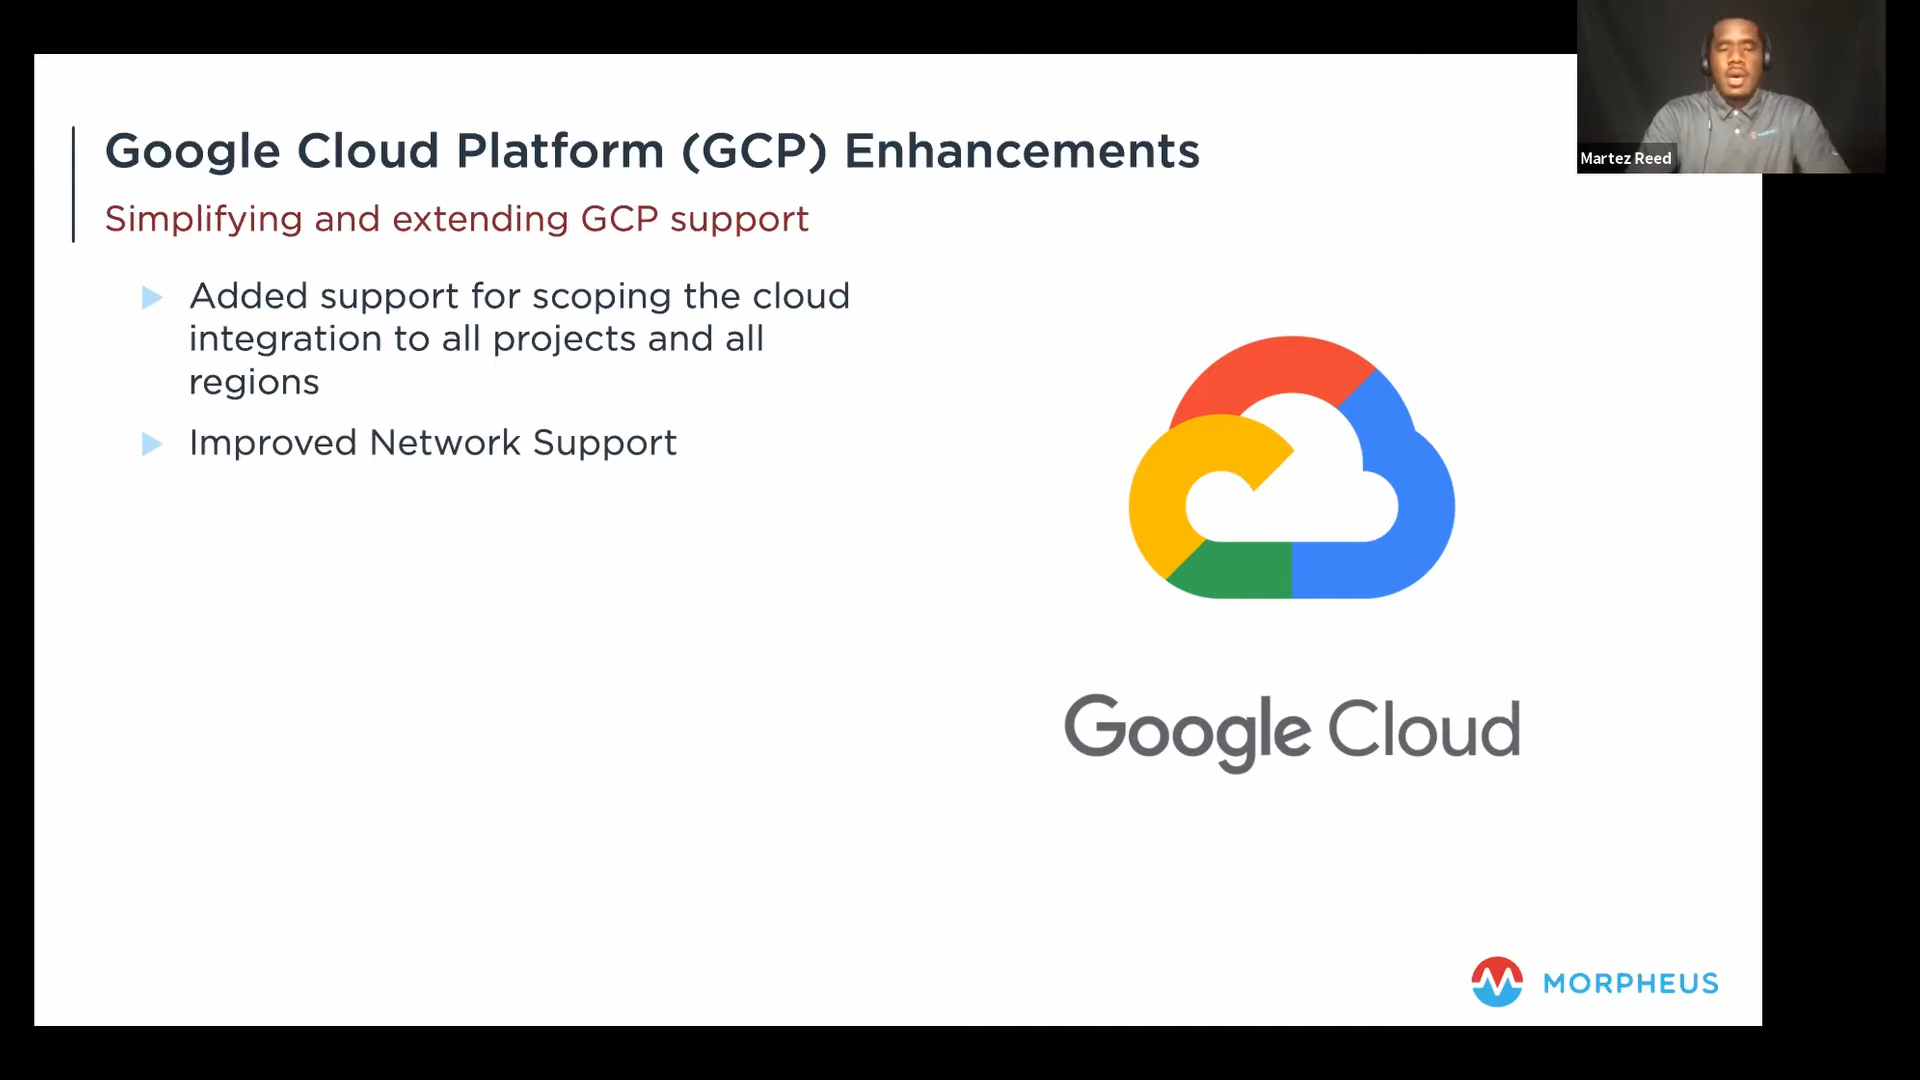 Google Cloud Platform (GCP) Enhancements
Simplifying and extending GCP support
Added support for scoping the cloud
integration to all projects and all
regions
Improved Network Support
Google Cloud
MORPHEUS
Martez Reed